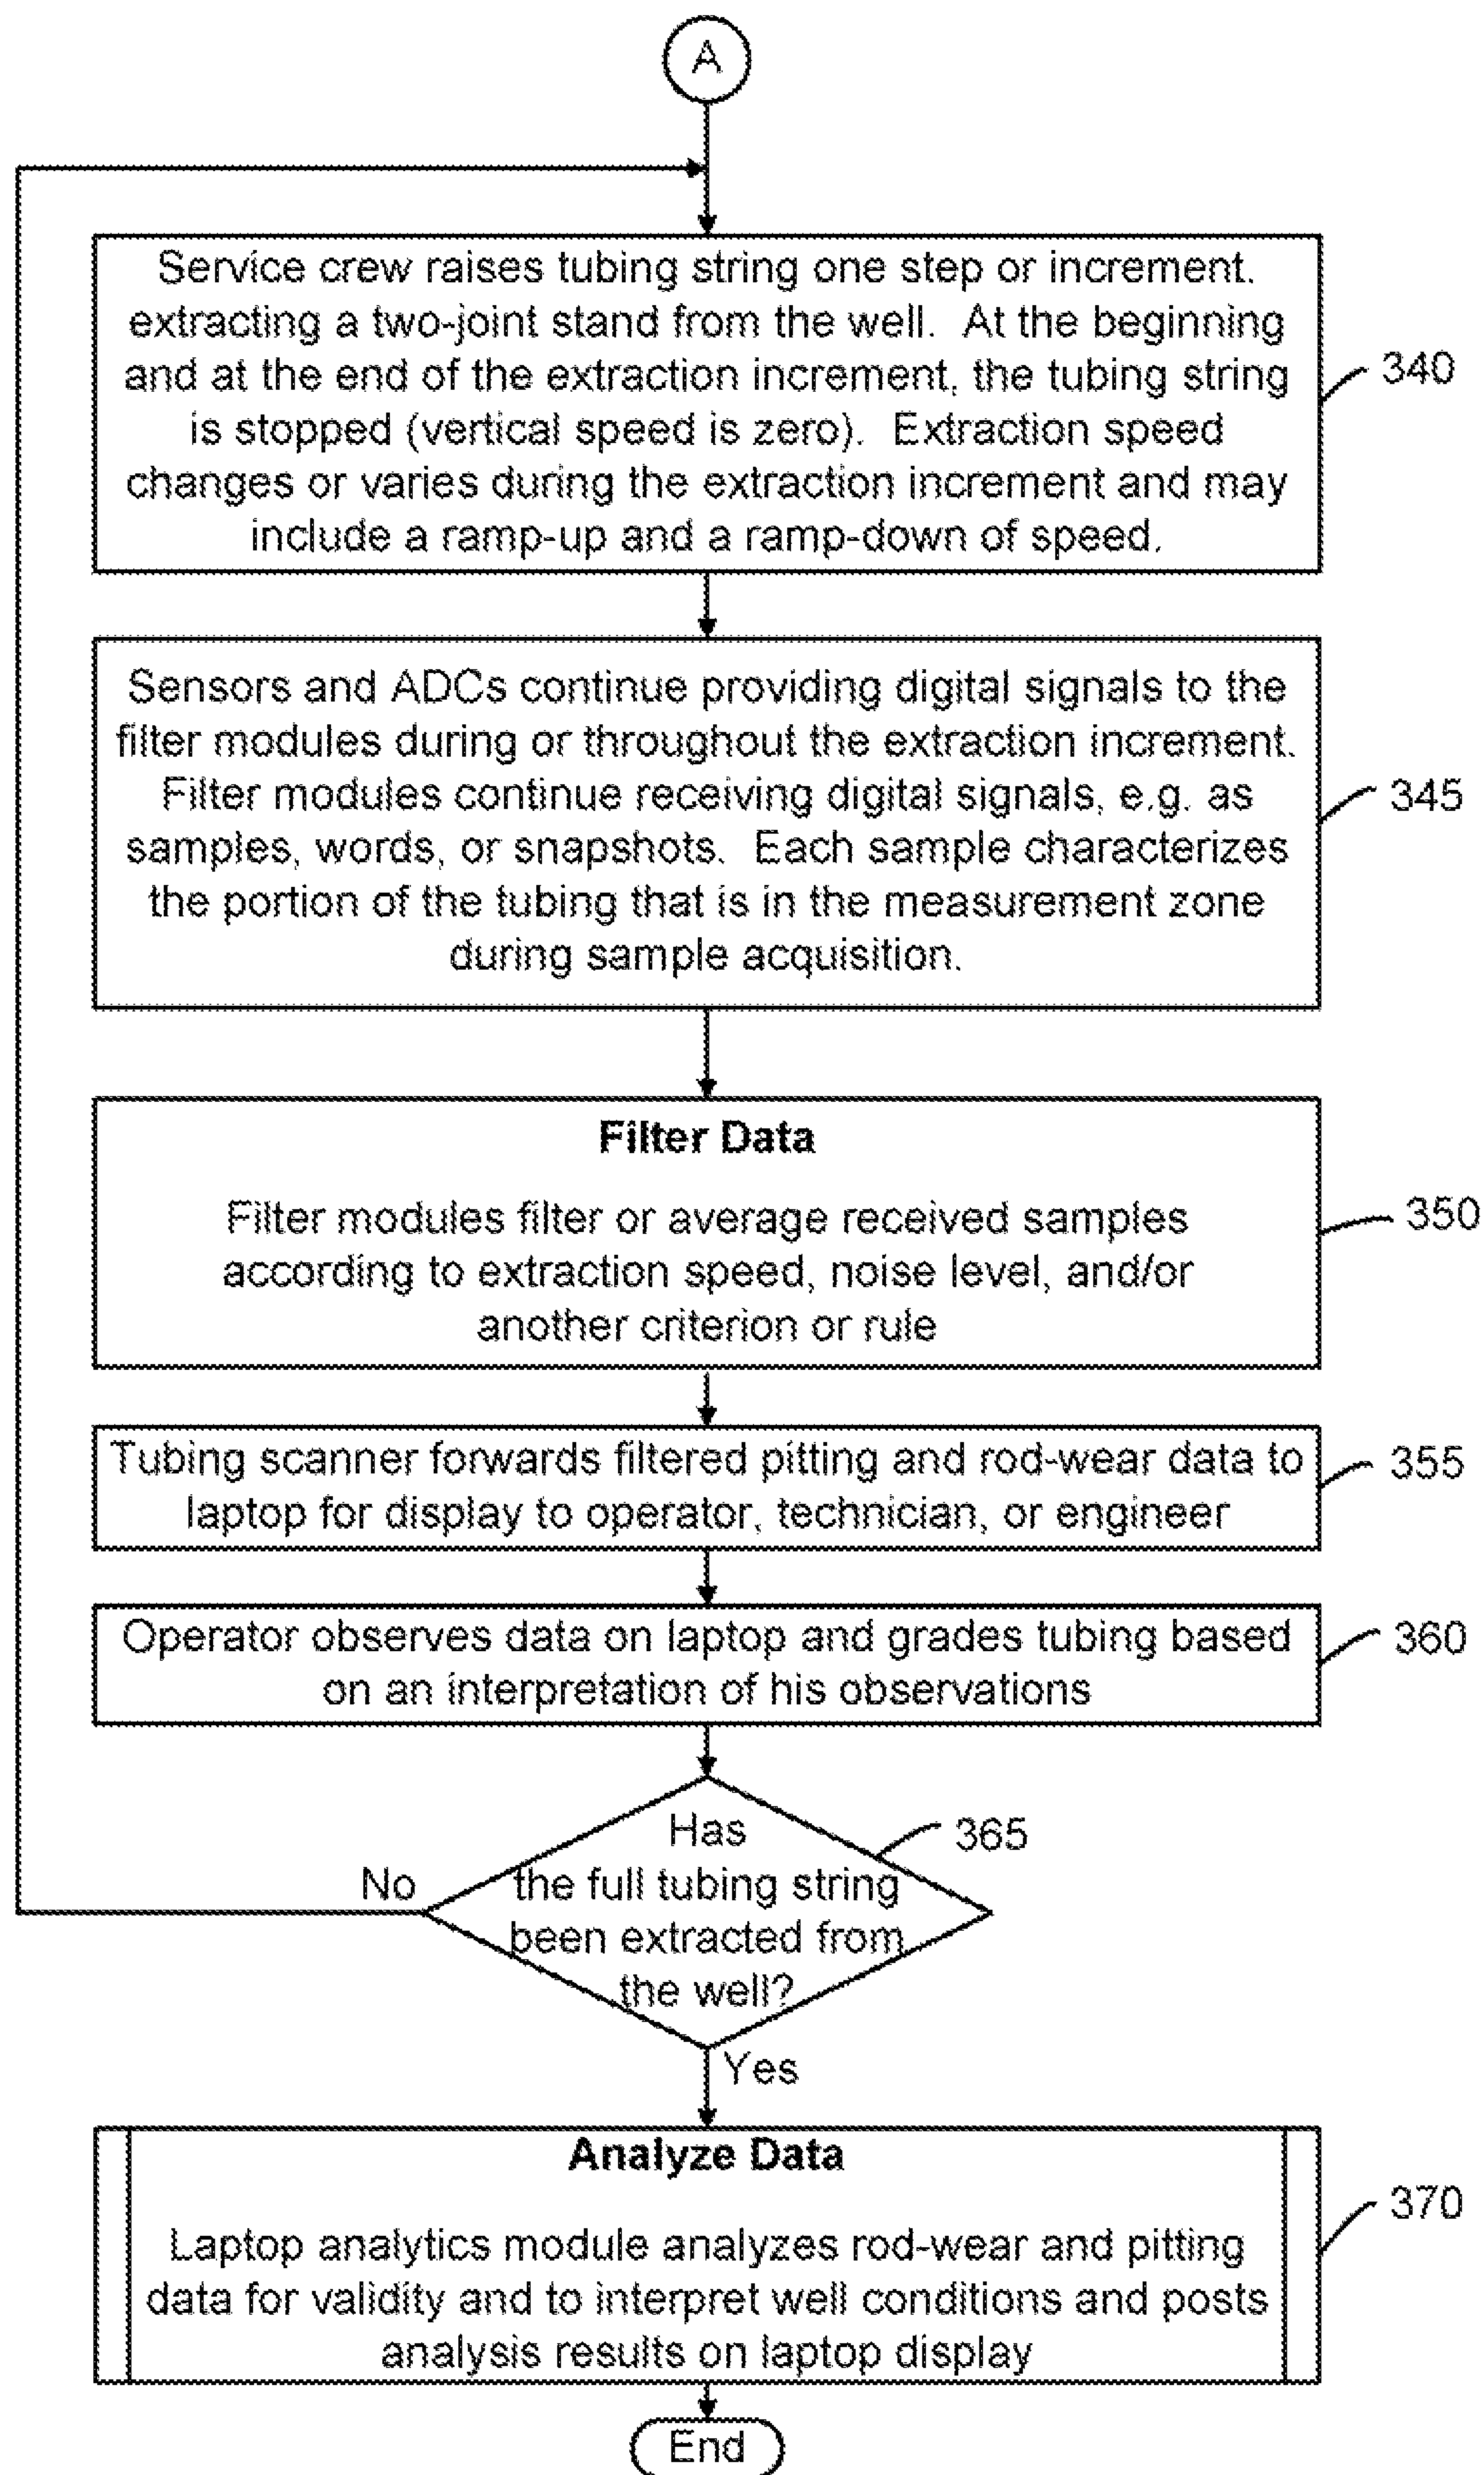 A
Service crew raises tubing string one step or increment,
extracting a two-joint stand from the well. At the beginning
and at the end of the extraction increment, the tubing string
is stopped (vertical speed is zero). Extraction speed
changes or varies during the extraction increment and may
include a ramp-up and a ramp-down of speed.
340
Sensors and ADCs continue providing digital signals to the
filter modules during or throughout the extraction increment.
Filter modules continue receiving digital signals, e.g. as
samples, words, or snapshots. Each sample characterizes
the portion of the tubing that is in the measurement zone
during sample acquisition.
345
Filter Data
Filter modules filter or average received samples
according to extraction speed, noise level, and/or
another criterion or rule
350
Tubing scanner forwards filtered pitting and rod-wear data to
laptop for display to operator, technician, or engineer
355
Operator observes data on laptop and grades tubing based
on an interpretation of his observations
360
Has
the full tubing string
been extracted from
the well?
365
No
Yes
Analyze Data
Laptop analytics module analyzes rod-wear and pitting
data for validity and to interpret well conditions and posts
analysis results on laptop display
370
End